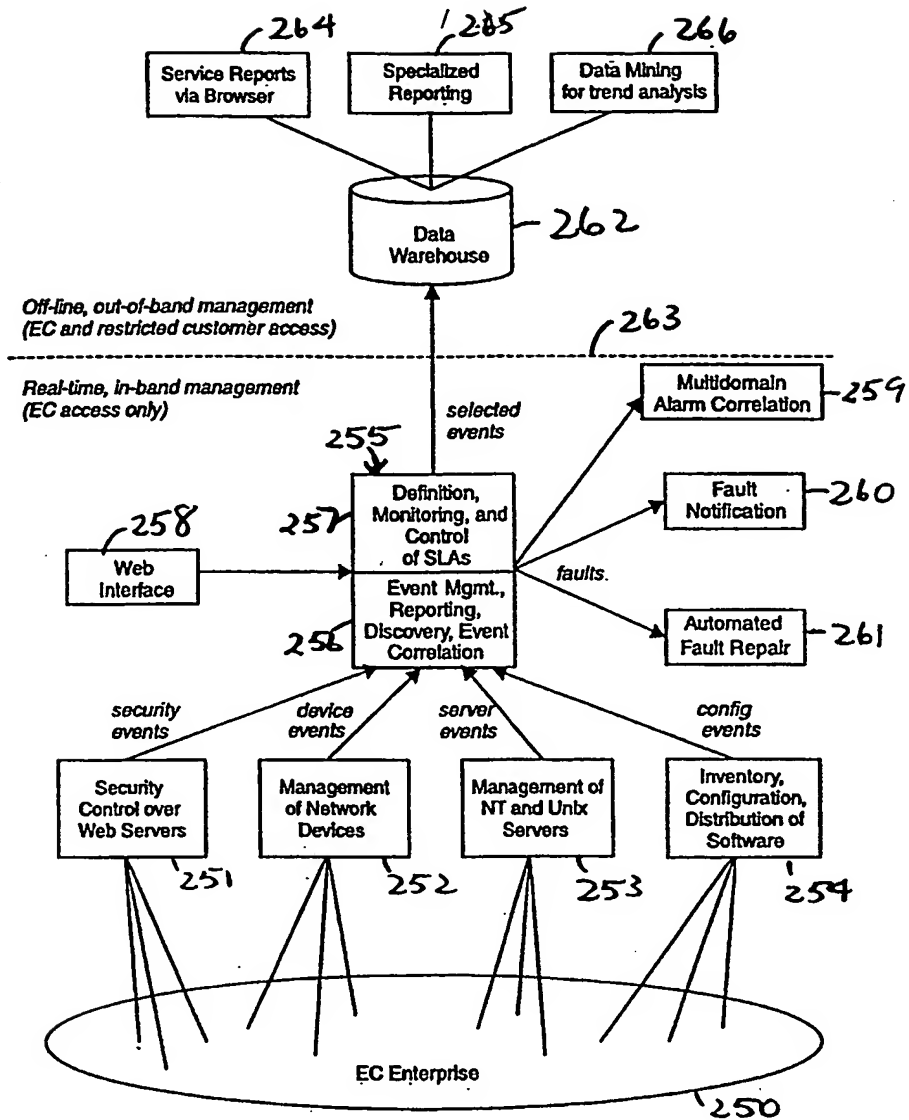 264
265
266
Service Reports
via Browser
Specialized
Reporting
Data Mining
for trend analysis
Data
Warehouse
262
Off-line, out-of-band management
(EC and restricted customer access)
263
Real-time, in-band management
(EC access only)
selected
events
Multidomain
Alarm Correlation
259
255
257
Definition,
Monitoring, and
Control
of SLAs
Fault
Notification
260
258
Web
Interface
faults.
256
Event Mgmt.,
Reporting,
Discovery, Event
Correlation
Automated
Fault Repair
261
security
events
device
events
server
events
config
events
Security
Control over
Web Servers
Management
of Network
Devices
Management of
NT and Unix
Servers
Inventory,
Configuration,
Distribution of
Software
251
252
253
254
EC Enterprise
250